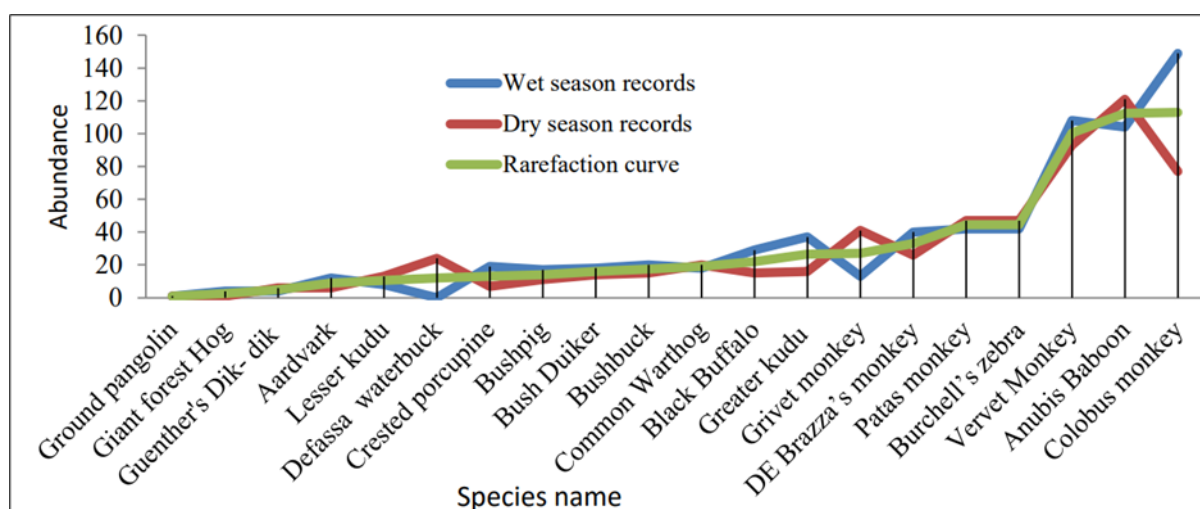 160
140
120
100
80
60
40
20
0
Abundance
Wet season records
Dry season records
Rarefaction curve
Ground pangolin
Giant forest Hog
Guenther's Dik- dik
Aardvark
Lesser kudu
Defassa waterbuck
Crested porcupine
Bushpig
Bush Duiker
Bushbuck
Common Warthog
Black Buffalo
Greater kudu
Grivet monkey
DE Brazza’s monkey
Patas monkey
Burchell’s zebra
Vervet Monkey
Anubis Baboon
Colobus monkey
Species name